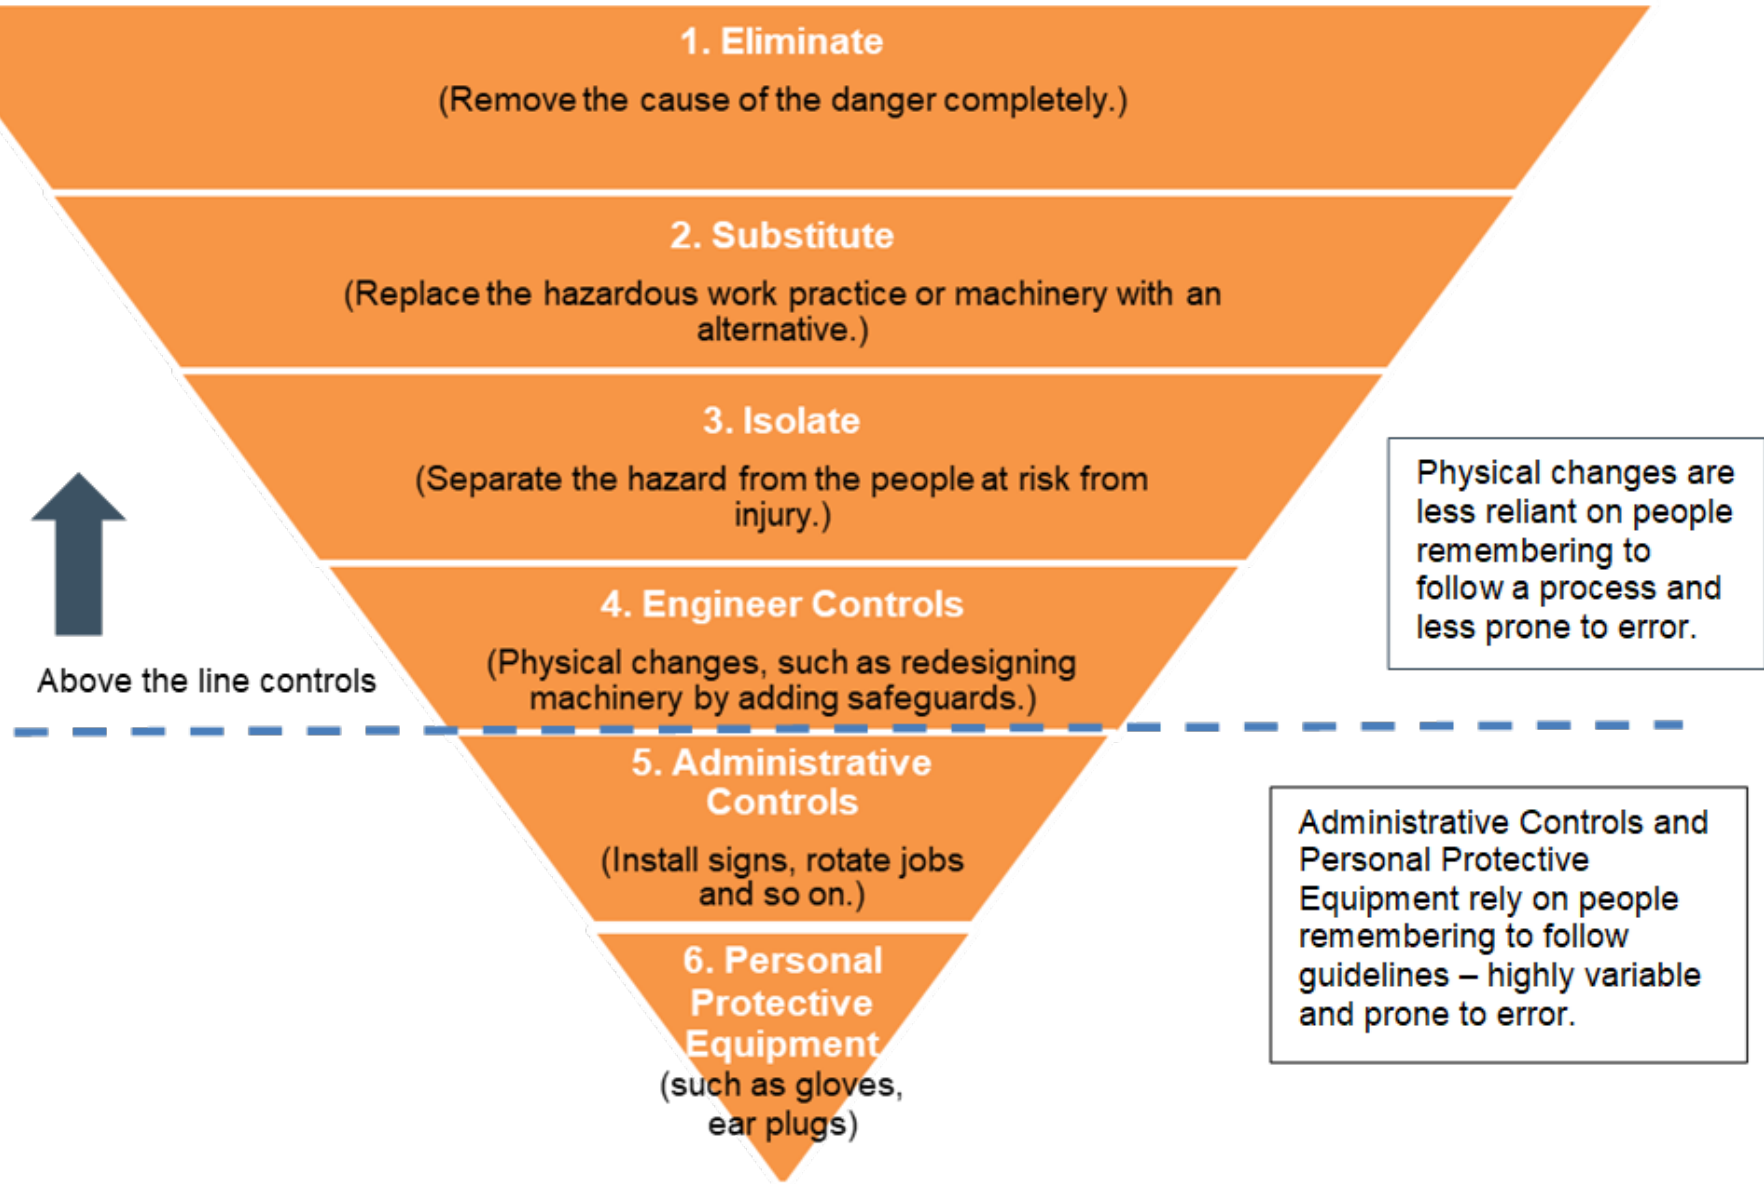 1. Eliminate
(Remove the cause of the danger completely.)
2. Substitute
(Replace the hazardous work practice or machinery with an
alternative.)
3. Isolate
(Separate the hazard from the people at risk from
injury.)
4. Engineer Controls
(Physical changes, such as redesigning
machinery by adding safeguards.)
Above the line controls
Physical changes are
less reliant on people
remembering to
follow a process and
less prone to error.
5. Administrative
Controls
(Install signs, rotate jobs
and so on.)
6. Personal
Protective
Equipment
(such as gloves,
ear plugs)
Administrative Controls and
Personal Protective
Equipment rely on people
remembering to follow
guidelines – highly variable
and prone to error.